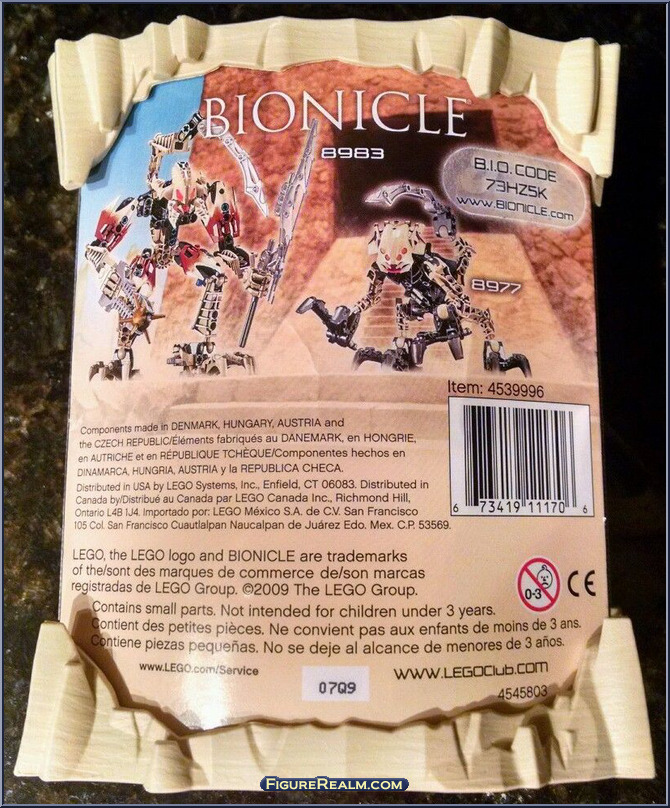 BIONICLE®
8983
B.I.O. CODE
73HZ5K
WWW.BIONICLE.com
8977
Item: 4539996
6 73419 11170 6
Components made in DENMARK, HUNGARY, AUSTRIA and
the CZECH REPUBLIC/Éléments fabriqués au DANEMARK, en HONGRIE,
en AUTRICHE et en RÉPUBLIQUE TCHÈQUE/Componentes hechos en
DINAMARCA, HUNGRIA, AUSTRIA y la REPUBLICA CHECA.
Distributed in USA by LEGO Systems, Inc., Enfield, CT 06083. Distributed in
Canada by/Distribué au Canada par LEGO Canada Inc., Richmond Hill,
Ontario L4B 1J4. Importado por: LEGO México S.A. de C.V. San Francisco
105 Col. San Francisco Cuautlalpan Naucalpan de Juárez Edo. Mex. C.P. 53569.
LEGO, the LEGO logo and BIONICLE are trademarks
of the/sont des marques de commerce de/son marcas
registradas de LEGO Group. ©2009 The LEGO Group.
0-3
CE
Contains small parts. Not intended for children under 3 years.
Contient des petites pièces. Ne convient pas aux enfants de moins de 3 ans.
Contiene piezas pequeñas. No se deje al alcance de menores de 3 años.
www.LEGO.com/Service
07Q9
WWW.LEGOClub.COM
4545803
FigureRealm.com